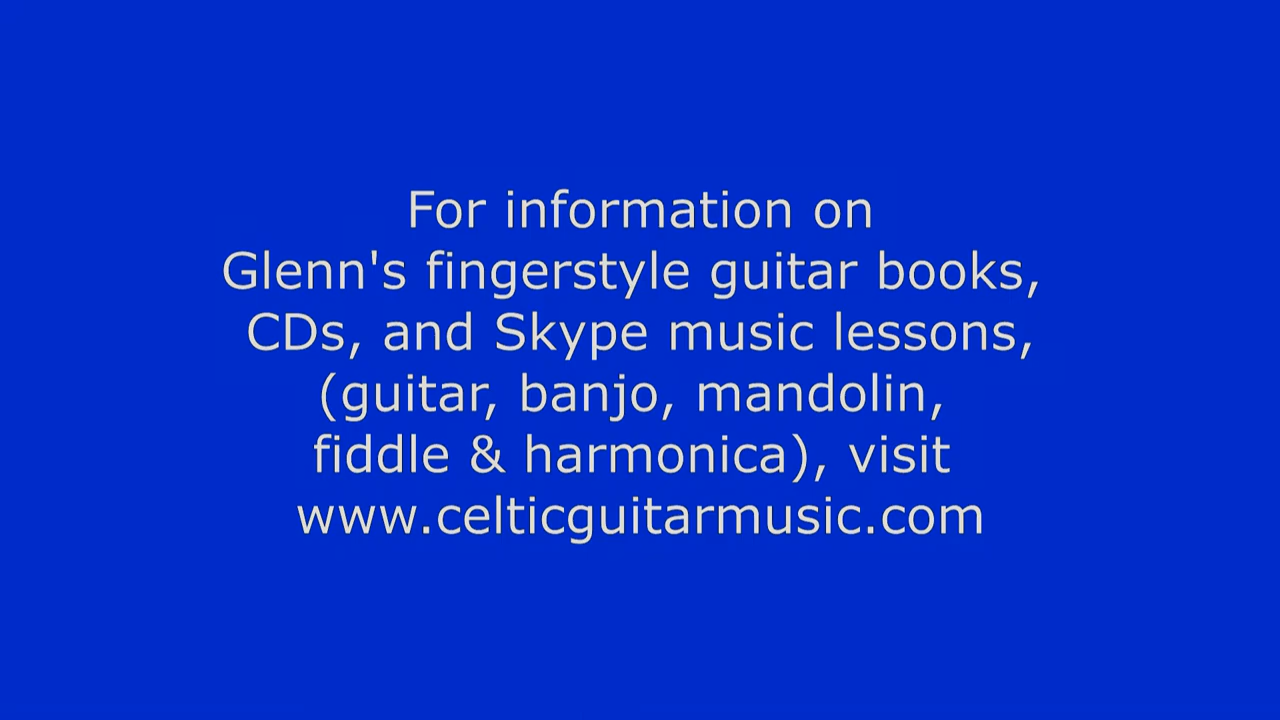 For information on
Glenn's fingerstyle guitar books,
CDs, and Skype music lessons,
(guitar, banjo, mandolin,
fiddle & harmonica), visit
www.celticguitarmusic.com